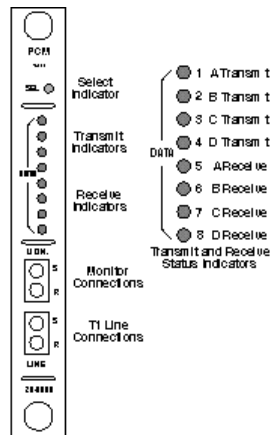 PCM
SEL
Select
Indicator
Transmit
Indicators
Receive
Indicators
MON.
S
R
Monitor
Connections
S
R
T1 Line
Connections
LINE
DATA
1 A Transmit
2 B Transmit
3 C Transmit
4 D Transmit
5 A Receive
6 B Receive
7 C Receive
8 D Receive
Transmit and Receive
Status Indicators